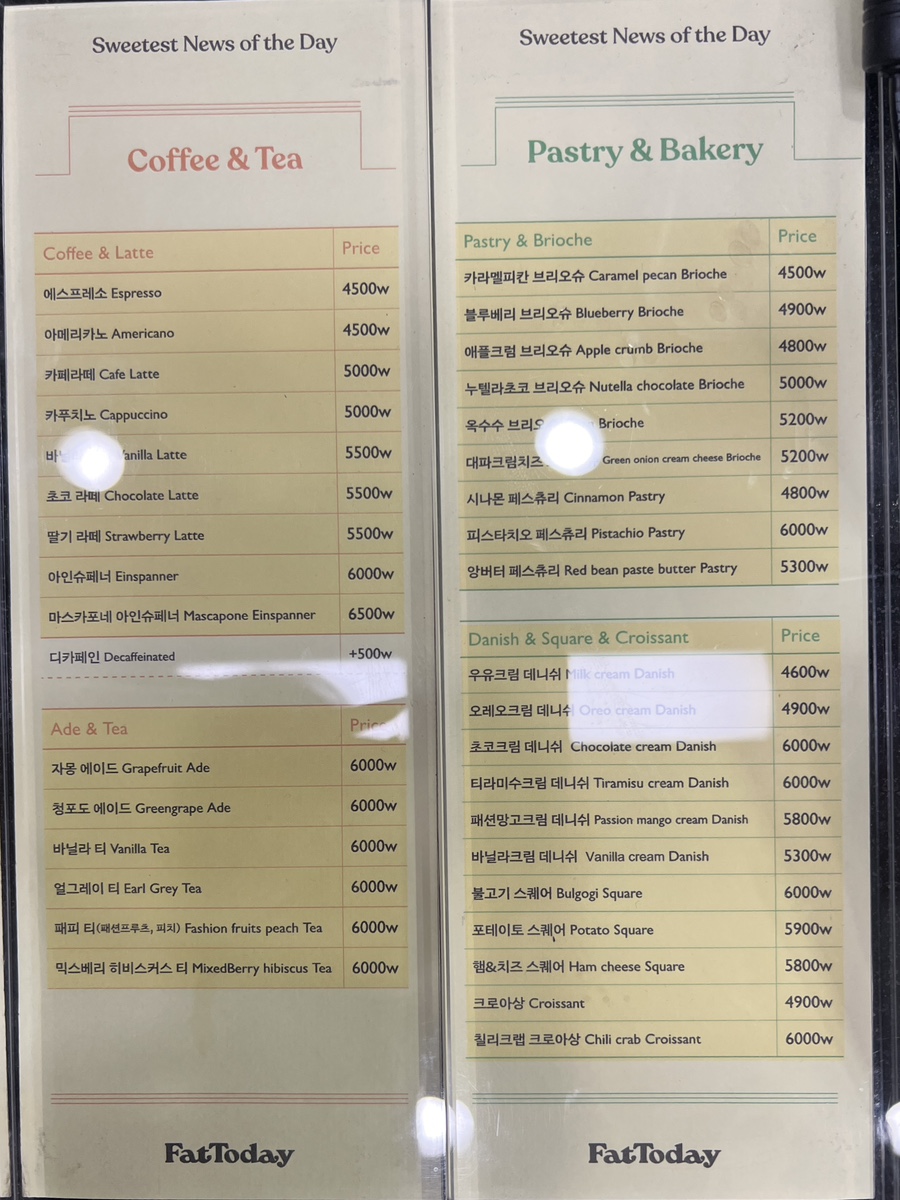 Sweetest News of the Day
Coffee & Tea
Coffee & Latte Price
에스프레소 Espresso 4500w
아메리카노 Americano 4500w
카페라떼 Cafe Latte 5000w
카푸치노 Cappuccino 5000w
Vanilla Latte 5500w
초코 라떼 Chocolate Latte 5500w
딸기 라떼 Strawberry Latte 5500w
아인슈페너 Einspanner 6000w
마스카포네 아인슈페너 Mascapone Einspanner 6500w
디카페인 Decaffeinated +500w
Ade & Tea Price
자몽 에이드 Grapefruit Ade 6000w
청포도 에이드 Greengrape Ade 6000w
바닐라 티 Vanilla Tea 6000w
얼그레이 티 Earl Grey Tea 6000w
패피 티(패션프루츠, 피치) Fashion fruits peach Tea 6000w
믹스베리 히비스커스 티 MixedBerry hibiscus Tea 6000w
FatToday
Sweetest News of the Day
Pastry & Bakery
Pastry & Brioche Price
카라멜피칸 브리오슈 Caramel pecan Brioche 4500w
블루베리 브리오슈 Blueberry Brioche 4900w
애플크럼 브리오슈 Apple crumb Brioche 4800w
누텔라초코 브리오슈 Nutella chocolate Brioche 5000w
옥수수 Brioche 5200w
대파크림치즈 Green onion cream cheese Brioche 5200w
시나몬 페스츄리 Cinnamon Pastry 4800w
피스타치오 페스츄리 Pistachio Pastry 6000w
앙버터 페스츄리 Red bean paste butter Pastry 5300w
Danish & Square & Croissant Price
우유크림 데니쉬 Milk cream Danish 4600w
오레오크림 데니쉬 Oreo cream Danish 4900w
초코크림 데니쉬 Chocolate cream Danish 6000w
티라미수크림 데니쉬 Tiramisu cream Danish 6000w
패션망고크림 데니쉬 Passion mango cream Danish 5800w
바닐라크림 데니쉬 Vanilla cream Danish 5300w
불고기 스퀘어 Bulgogi Square 6000w
포테이토 스퀘어 Potato Square 5900w
햄&치즈 스퀘어 Ham cheese Square 5800w
크로아상 Croissant 4900w
칠리크랩 크로아상 Chili crab Croissant 6000w
FatToday